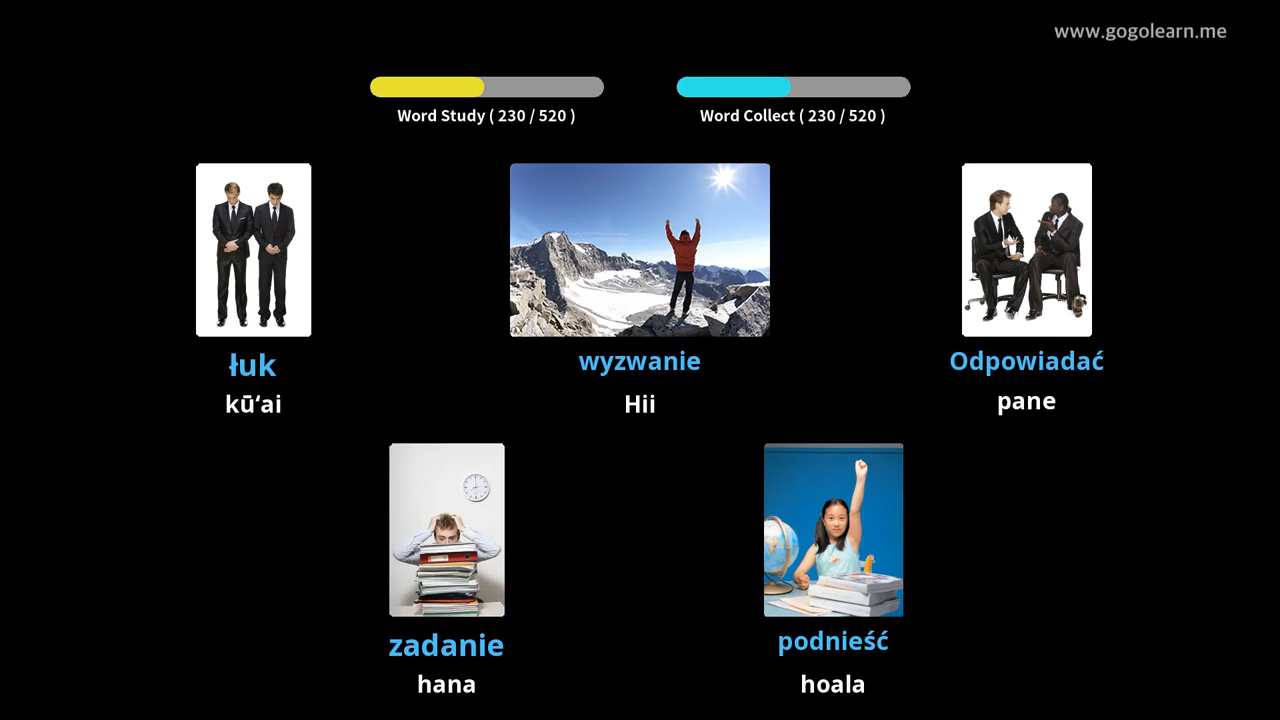 www.gogolearn.me
Word Study ( 230 / 520 )
Word Collect ( 230 / 520 )
łuk
kūʻai
wyzwanie
Hii
Odpowiadać
pane
zadanie
hana
podnieść
hoala